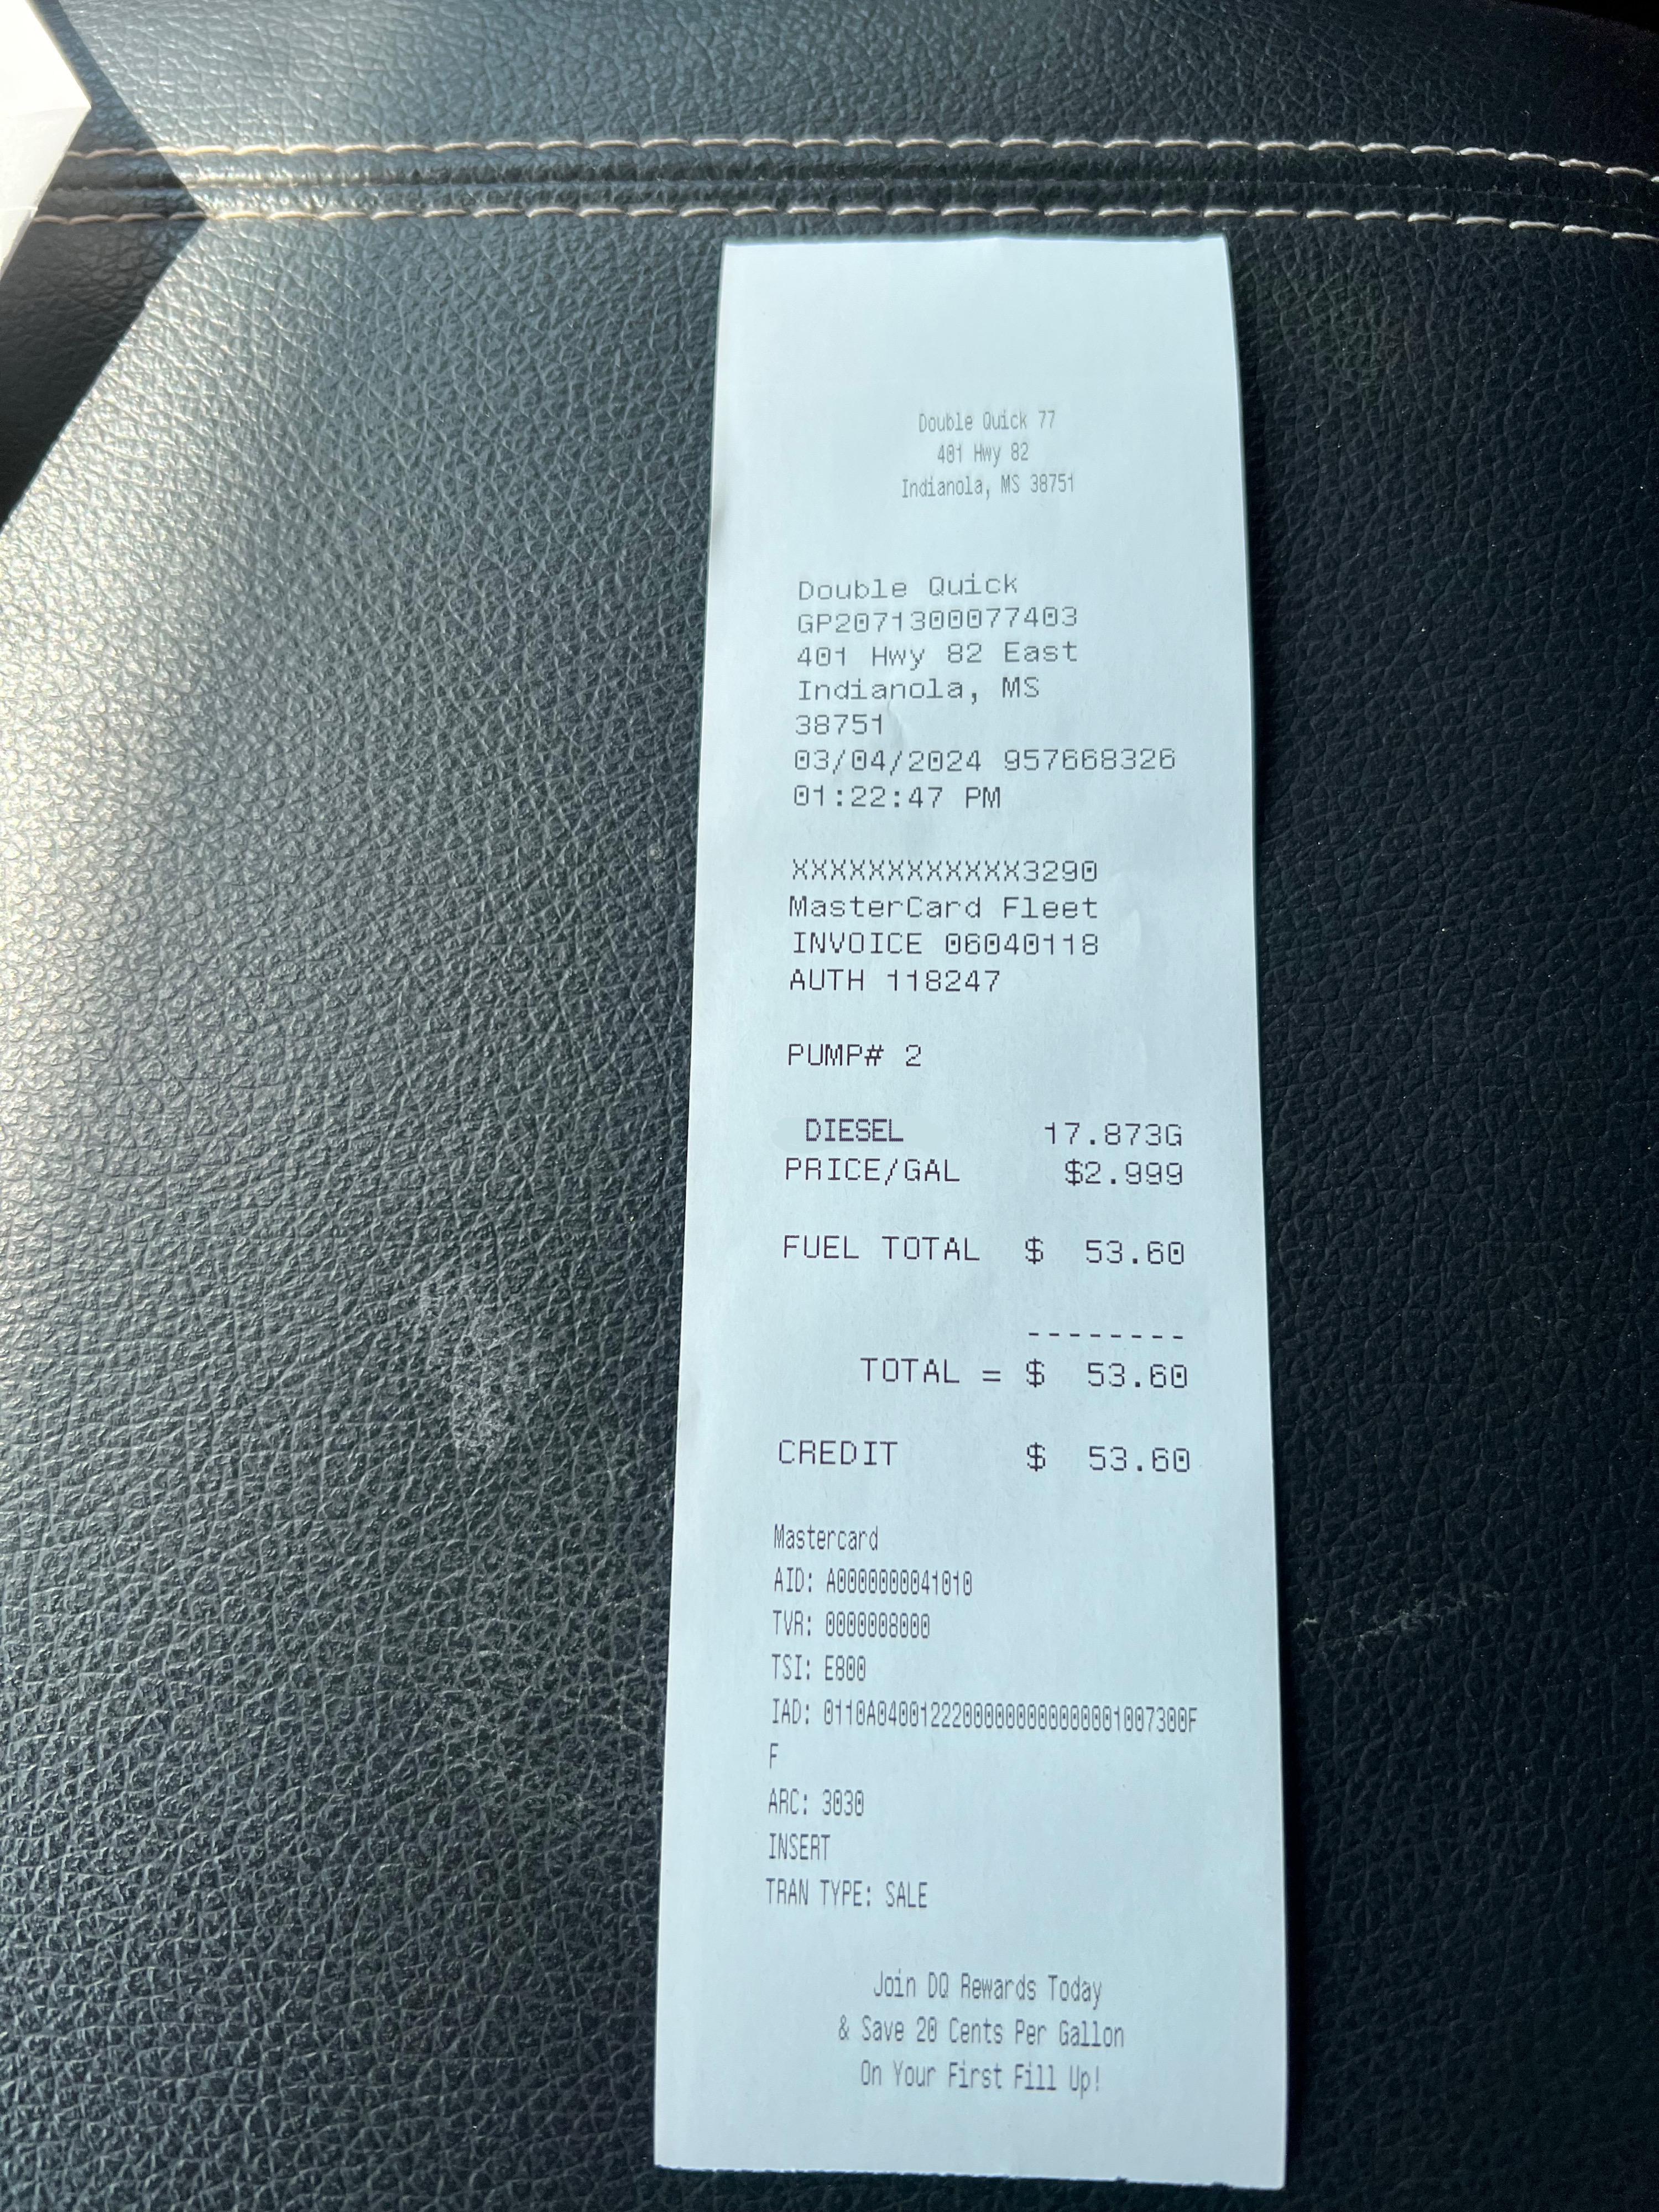 Double Quick 77
401 Hwy 82
Indianola, MS 38751
Double Quick
GP2071300077403
401 Hwy 82 East
Indianola, MS
38751
03/04/2024 957668326
01:22:47 PM
XXXXXXXXXXXX3290
MasterCard Fleet
INVOICE 06040118
AUTH 118247
PUMP# 2
DIESEL 17.873G
PRICE/GAL $2.999
FUEL TOTAL $ 53.60
--------
TOTAL = $ 53.60
CREDIT $ 53.60
Mastercard
AID: A0000000041010
TVR: 0000008000
TSI: E800
ARC: 3030
INSERT
TRAN TYPE: SALE
Join DQ Rewards Today
& Save 20 Cents Per Gallon
On Your First Fill Up!